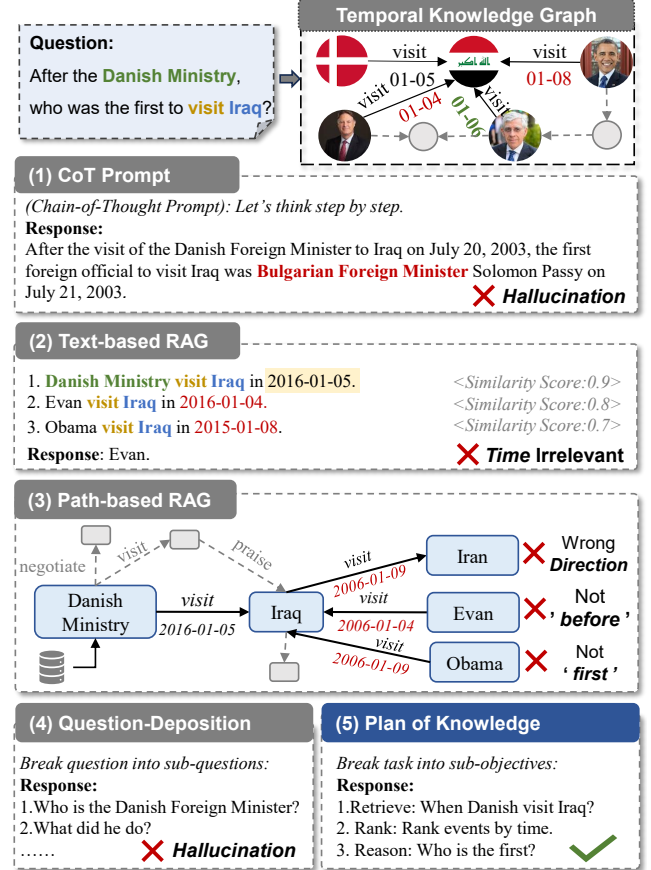 Temporal Knowledge Graph
Question:
After the Danish Ministry,
who was the first to visit Iraq?
visit
01-05
visit
01-08
visit
01-04
visit
01-06
الله اكبر
(1) CoT Prompt
(Chain-of-Thought Prompt): Let's think step by step.
Response:
After the visit of the Danish Foreign Minister to Iraq on July 20, 2003, the first
foreign official to visit Iraq was Bulgarian Foreign Minister Solomon Passy on
July 21, 2003.
Hallucination
(2) Text-based RAG
1. Danish Ministry visit Iraq in 2016-01-05.
<Similarity Score:0.9>
2. Evan visit Iraq in 2016-01-04.
<Similarity Score:0.8>
3. Obama visit Iraq in 2015-01-08.
<Similarity Score:0.7>
Response: Evan.
Time Irrelevant
(3) Path-based RAG
negotiate
visit
praise
Danish
Ministry
visit
2016-01-05
Iraq
visit
2006-01-09
Iran
Wrong
Direction
visit
2006-01-04
Evan
Not
' before '
visit
2006-01-09
Obama
Not
' first '
(4) Question-Deposition
Break question into sub-questions:
Response:
1.Who is the Danish Foreign Minister?
2.What did he do?
......
Hallucination
(5) Plan of Knowledge
Break task into sub-objectives:
Response:
1.Retrieve: When Danish visit Iraq?
2. Rank: Rank events by time.
3. Reason: Who is the first?